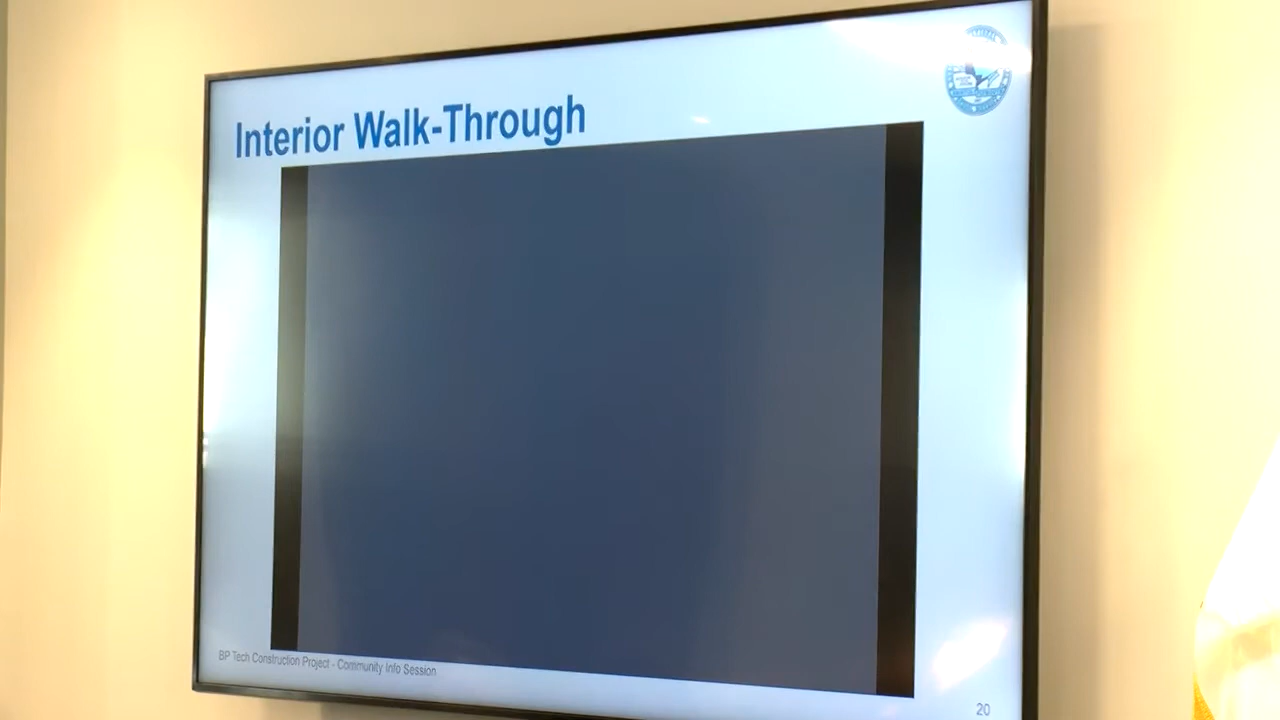 Interior Walk-Through
BP Tech Construction Project - Community Info Session
20